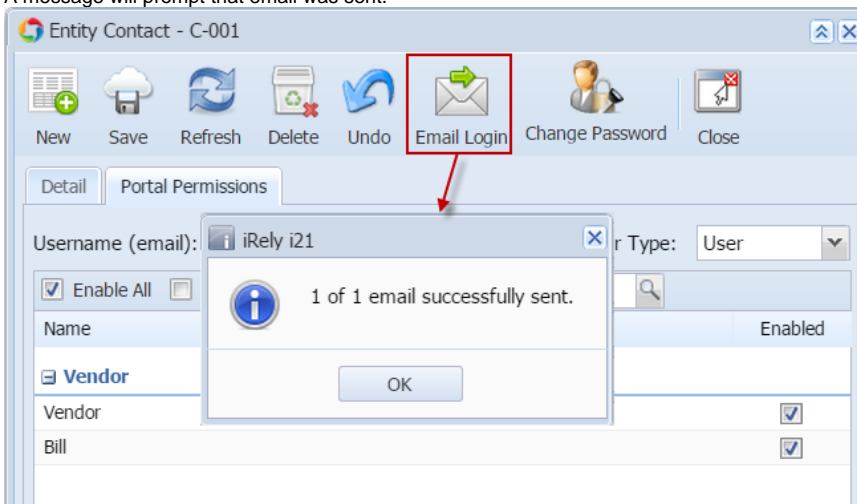 A message will prompt that email was sent.
Entity Contact - C-001
New Save Refresh Delete Undo Email Login Change Password Close
Detail Portal Permissions
Username (email): r Type: User
iRely i21
Enable All
1 of 1 email successfully sent.
Name Enabled
OK
Vendor
Vendor
Bill